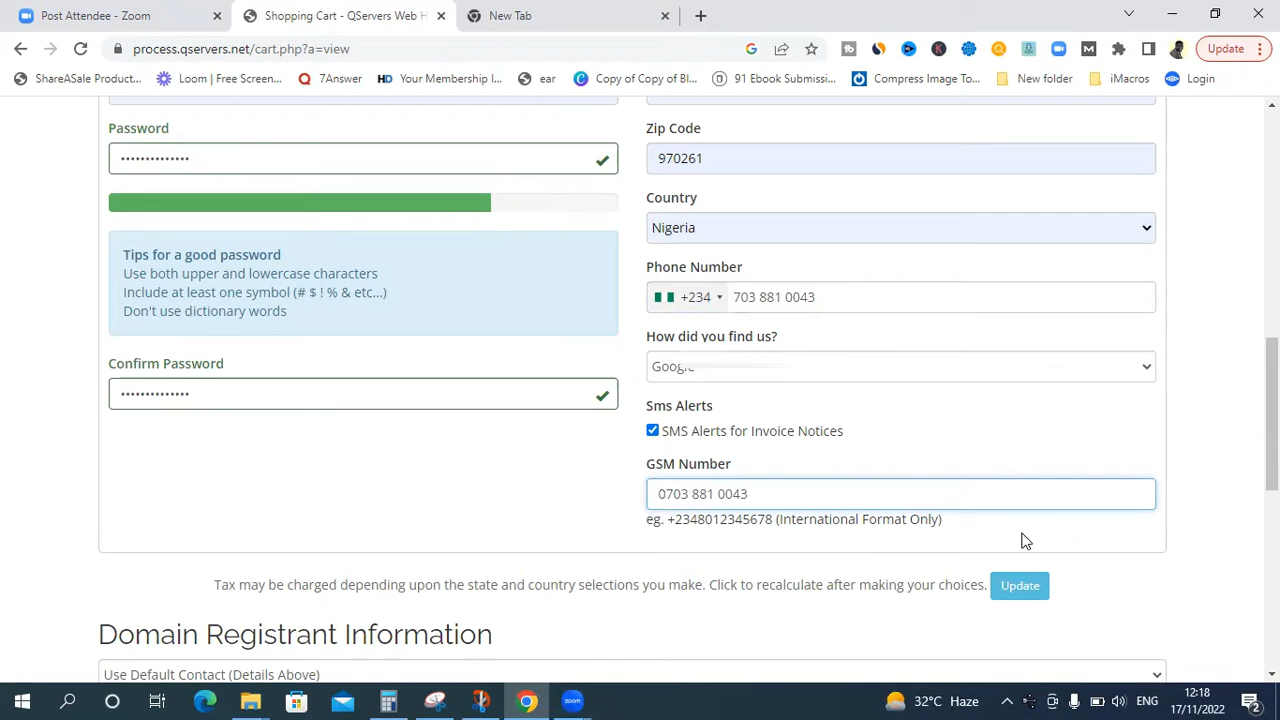 Post Attendee - Zoom
Shopping Cart - QServers Web H
New Tab
process.qservers.net/cart.php?a=view
Update
ShareASale Product...
Loom | Free Screen...
7Answer
HD Your Membership I...
ear
Copy of Copy of Bl...
91 Ebook Submissi...
Compress Image To...
New folder
iMacros
Login
Password
••••••••••••••
Tips for a good password
Use both upper and lowercase characters
Include at least one symbol (# $ ! % & etc...)
Don't use dictionary words
Confirm Password
••••••••••••••
Zip Code
970261
Country
Nigeria
Phone Number
+234 703 881 0043
How did you find us?
Google
Sms Alerts
SMS Alerts for Invoice Notices
GSM Number
0703 881 0043
eg. +2348012345678 (International Format Only)
Tax may be charged depending upon the state and country selections you make. Click to recalculate after making your choices. Update
Domain Registrant Information
Use Default Contact (Details Above)
zoom
32°C Haze
ENG
12:18
17/11/2022
2